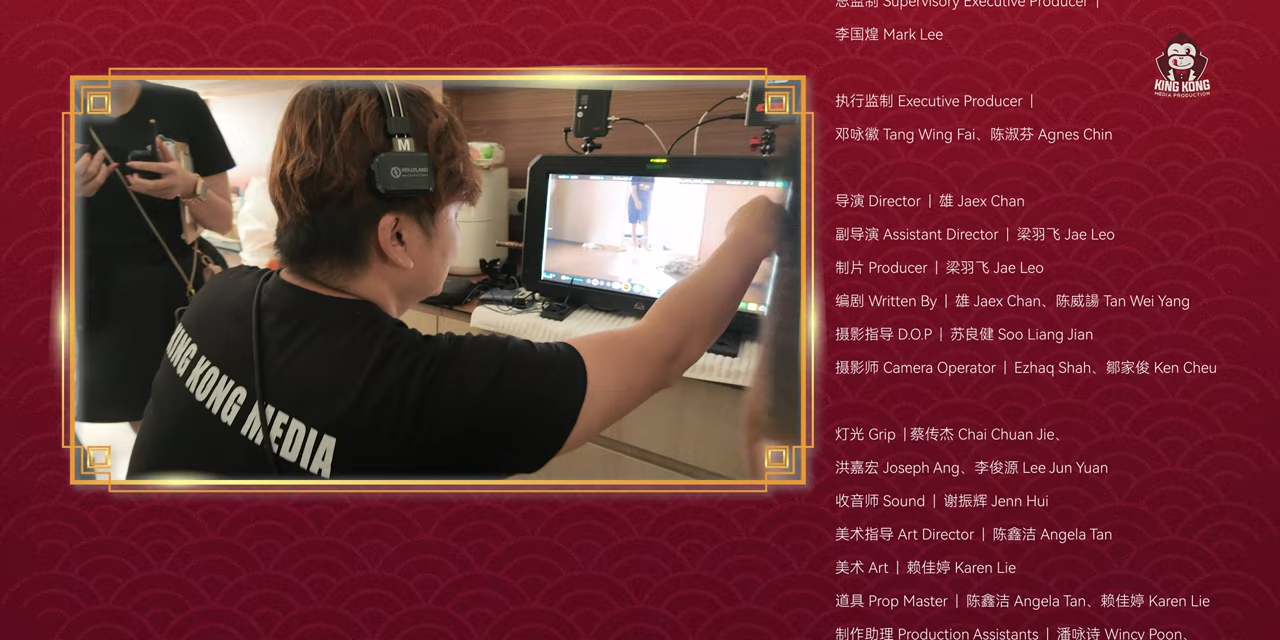 总监制 Supervisory Executive Producer |
李国煌 Mark Lee
KING KONG
MEDIA PRODUCTION
执行监制 Executive Producer |
邓咏徽 Tang Wing Fai、陈淑芬 Agnes Chin
导演 Director | 雄 Jaex Chan
副导演 Assistant Director | 梁羽飞 Jae Leo
制片 Producer | 梁羽飞 Jae Leo
编剧 Written By | 雄 Jaex Chan、陈威諹 Tan Wei Yang
摄影指导 D.O.P | 苏良健 Soo Liang Jian
摄影师 Camera Operator | Ezhaq Shah、鄒家俊 Ken Cheu
灯光 Grip | 蔡传杰 Chai Chuan Jie、
洪嘉宏 Joseph Ang、李俊源 Lee Jun Yuan
收音师 Sound | 谢振辉 Jenn Hui
美术指导 Art Director | 陈鑫洁 Angela Tan
美术 Art | 赖佳婷 Karen Lie
道具 Prop Master | 陈鑫洁 Angela Tan、赖佳婷 Karen Lie
制作助理 Production Assistants | 潘咏诗 Wincy Poon、
M
HOLLYLAND
KING KONG MEDIA